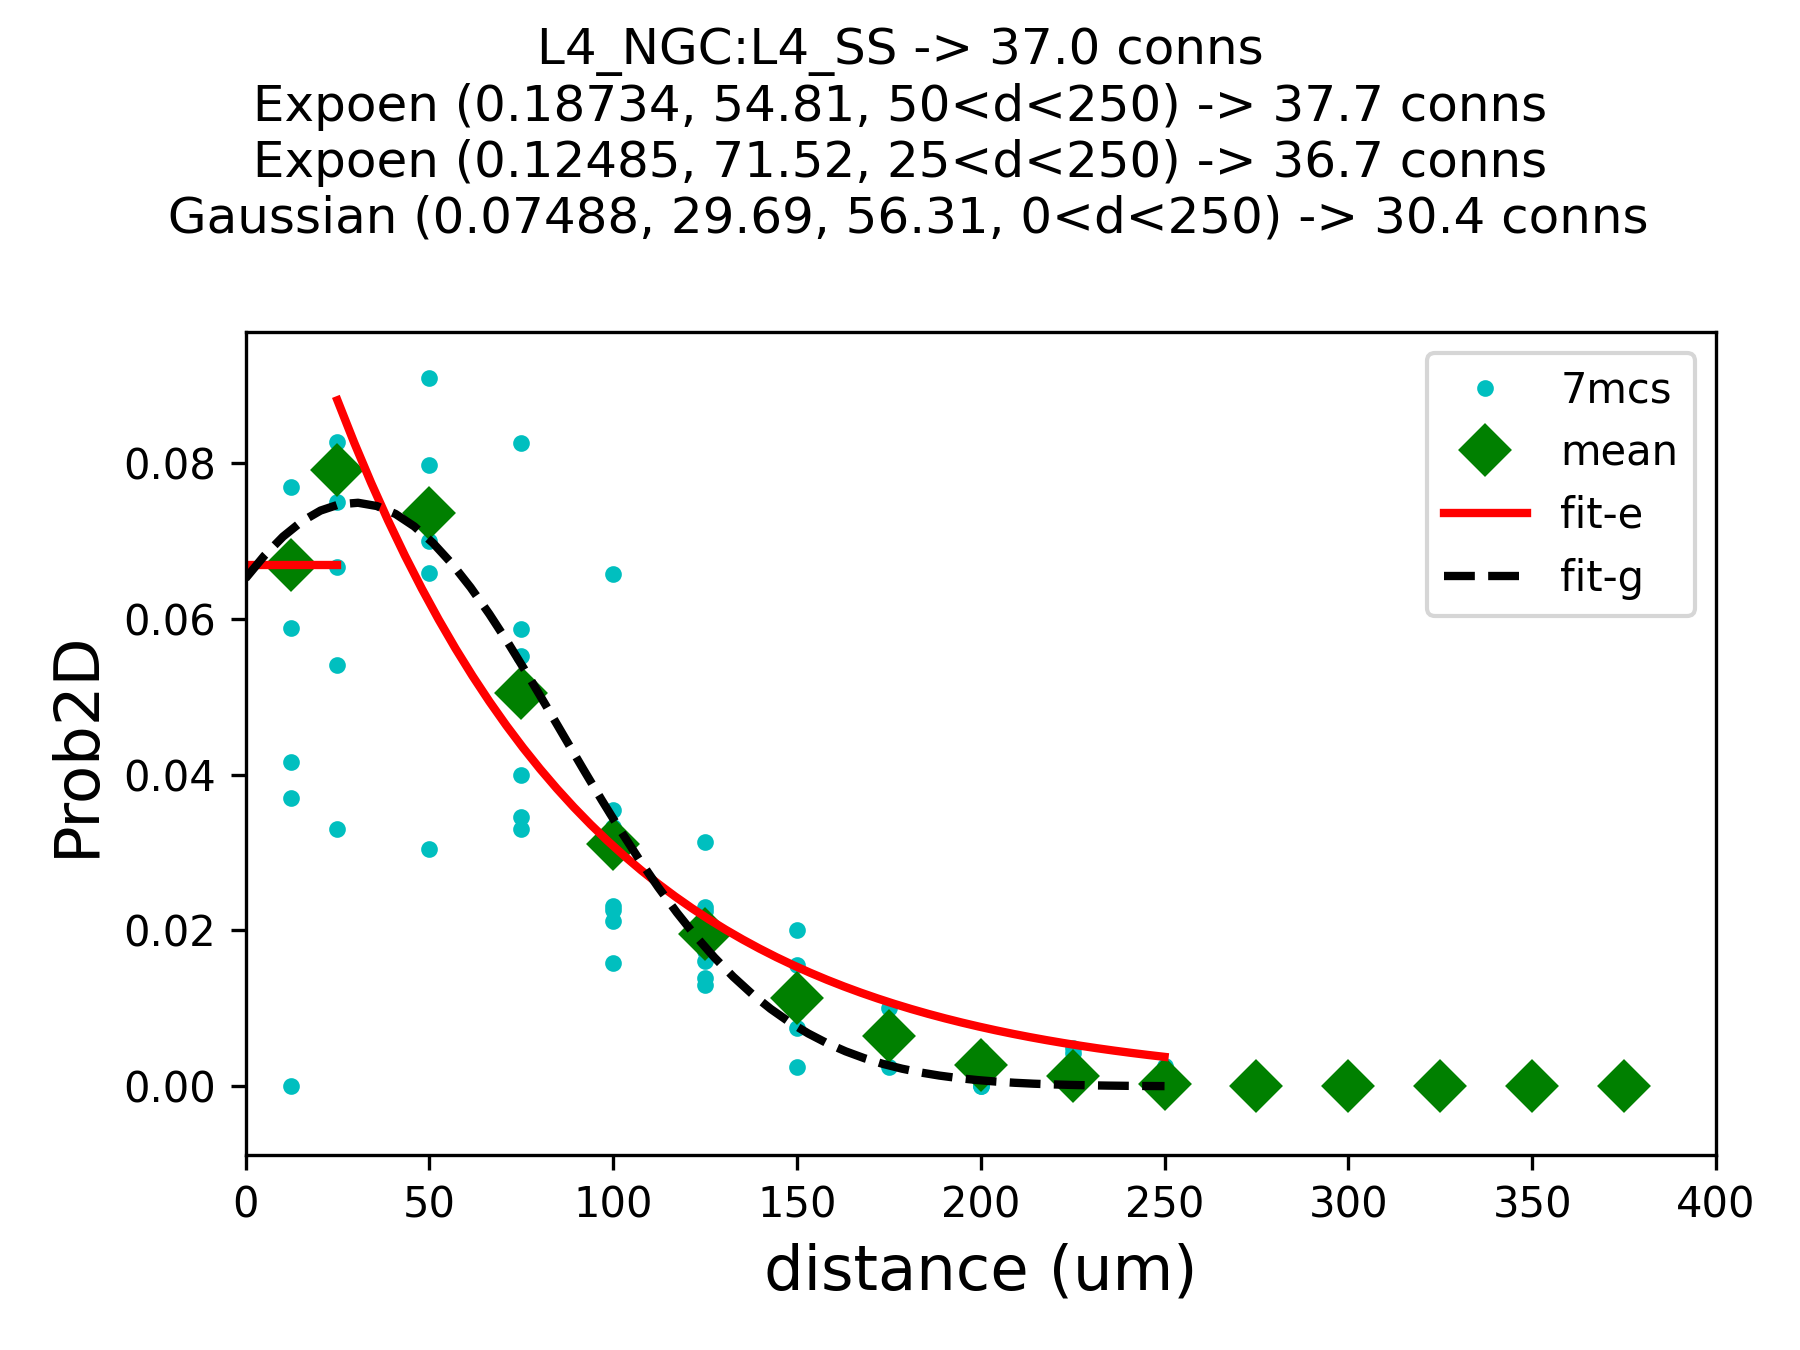 L4_NGC:L4_SS -> 37.0 conns
Expoen (0.18734, 54.81, 50<d<250) -> 37.7 conns
Expoen (0.12485, 71.52, 25<d<250) -> 36.7 conns
Gaussian (0.07488, 29.69, 56.31, 0<d<250) -> 30.4 conns
7mcs
mean
fit-e
fit-g
Prob2D
0.08
0.06
0.04
0.02
0.00
0 50 100 150 200 250 300 350 400
distance (um)